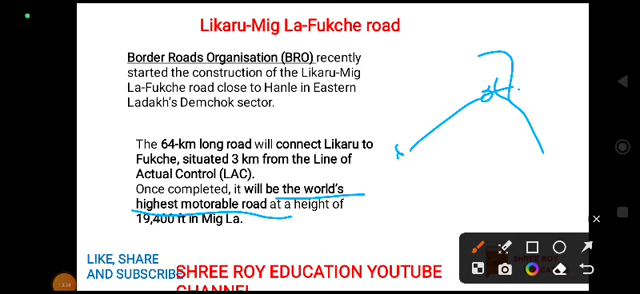 Likaru-Mig La-Fukche road
Border Roads Organisation (BRO) recently
started the construction of the Likaru-Mig
La-Fukche road close to Hanle in Eastern
Ladakh's Demchok sector.
The 64-km long road will connect Likaru to
Fukche, situated 3 km from the Line of
Actual Control (LAC).
Once completed, it will be the world's
highest motorable road at a height of
19,400 ft in Mig La.
LIKE, SHARE
AND SUBSCRIBE
SHREE ROY EDUCATION YOUTUBE
CHANNEL
SHREE ROY